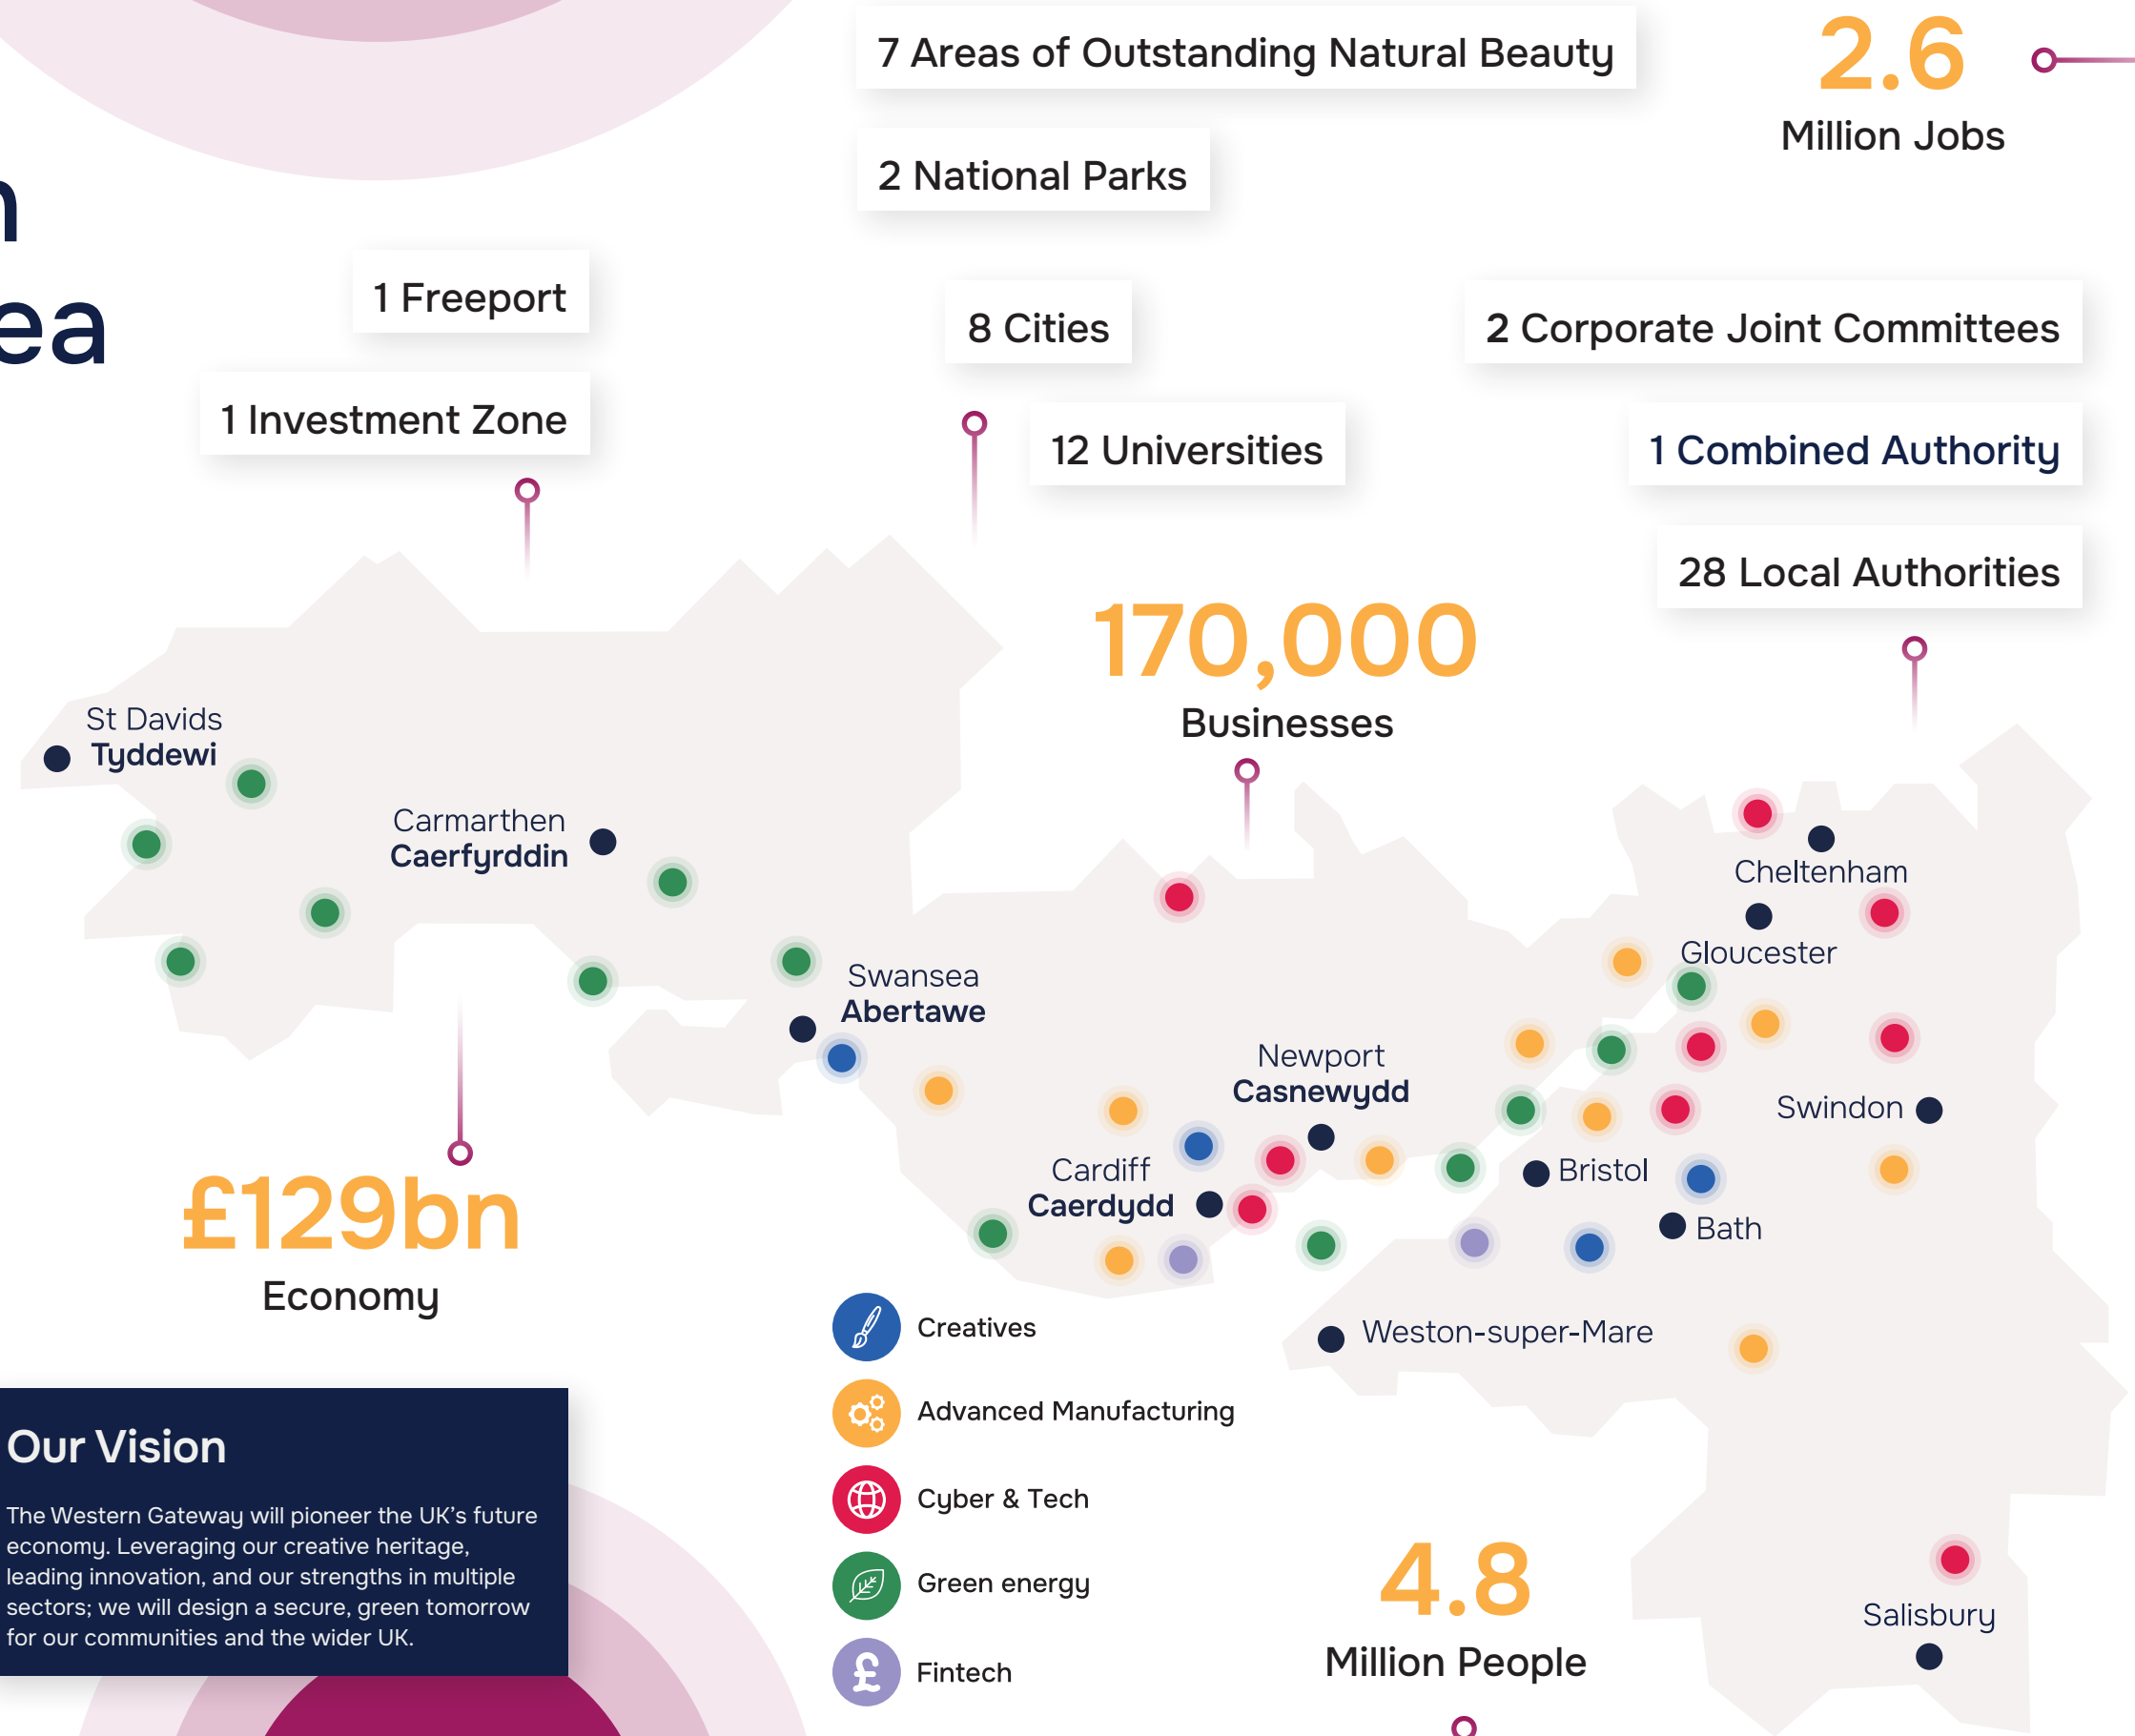 7 Areas of Outstanding Natural Beauty
2.6
Million Jobs
2 National Parks
n
ea
1 Freeport
1 Investment Zone
8 Cities
12 Universities
2 Corporate Joint Committees
1 Combined Authority
28 Local Authorities
170,000
Businesses
St Davids
Tyddewi
Carmarthen
Caerfyrddin
Swansea
Abertawe
Newport
Casnewydd
Cardiff
Caerdydd
Cheltenham
Gloucester
Swindon
Bristol
Bath
Weston-super-Mare
Salisbury
£129bn
Economy
Creatives
Advanced Manufacturing
Cyber & Tech
Green energy
£
Fintech
4.8
Million People
Our Vision
The Western Gateway will pioneer the UK’s future
economy. Leveraging our creative heritage,
leading innovation, and our strengths in multiple
sectors; we will design a secure, green tomorrow
for our communities and the wider UK.